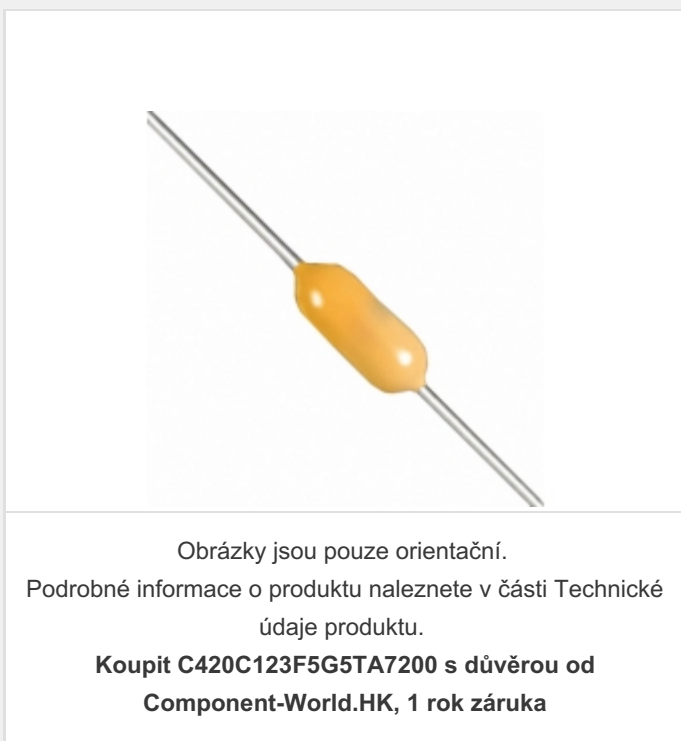 Obrázky jsou pouze orientační.
Podrobné informace o produktu naleznete v části Technické
údaje produktu.
Koupit C420C123F5G5TA7200 s důvěrou od
Component-World.HK, 1 rok záruka